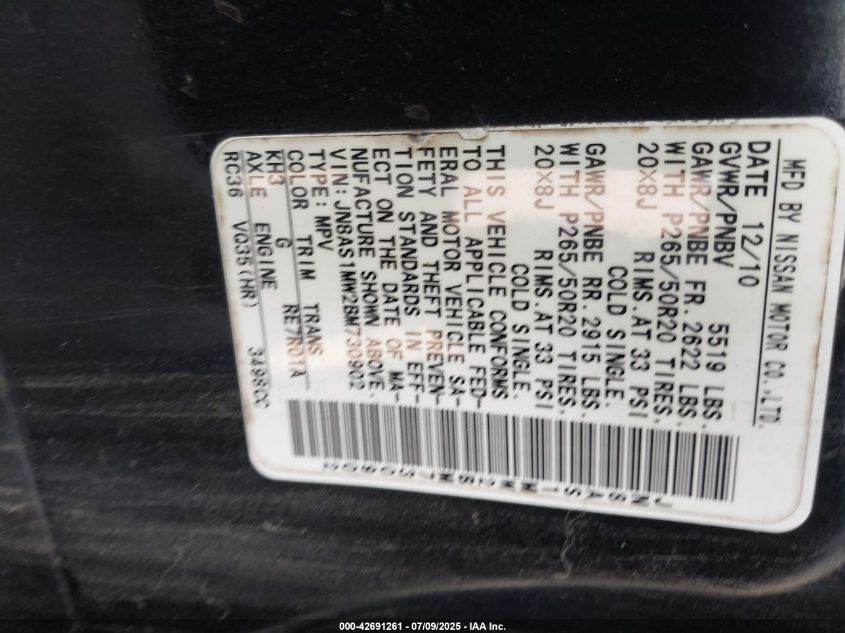 MFD BY NISSAN MOTOR CO.,LTD.
DATE 12/10
GVWR/PNBV 5519 LBS.
GAWR/PNBE FR. 2622 LBS.
WITH P265/50R20 TIRES,
20X8J RIMS.AT 33 PSI
COLD SINGLE.
GAWR/PNBE RR. 2915 LBS.
WITH P265/50R20 TIRES,
20X8J RIMS.AT 33 PSI
COLD SINGLE.
THIS VEHICLE CONFORMS
TO ALL APPLICABLE FED-
ERAL MOTOR VEHICLE SA-
FETY AND THEFT PREVEN-
TION STANDARDS IN EFF-
ECT ON THE DATE OF MA-
NUFACTURE SHOWN ABOVE.
VIN:JN8AS1MW2BM730902
TYPE:MPV
COLOR TRIM TRANS
KH3 G RE7R01A
AXLE ENGINE
RC36 VQ35(HR) 3498CC
000-42691261 - 07/09/2025 - IAA Inc.